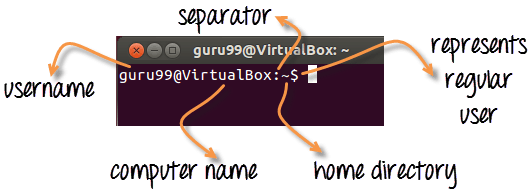 separator
guru99@VirtualBox: ~
guru99@VirtualBox:~$
represents
regular
user
username
computer name
home directory